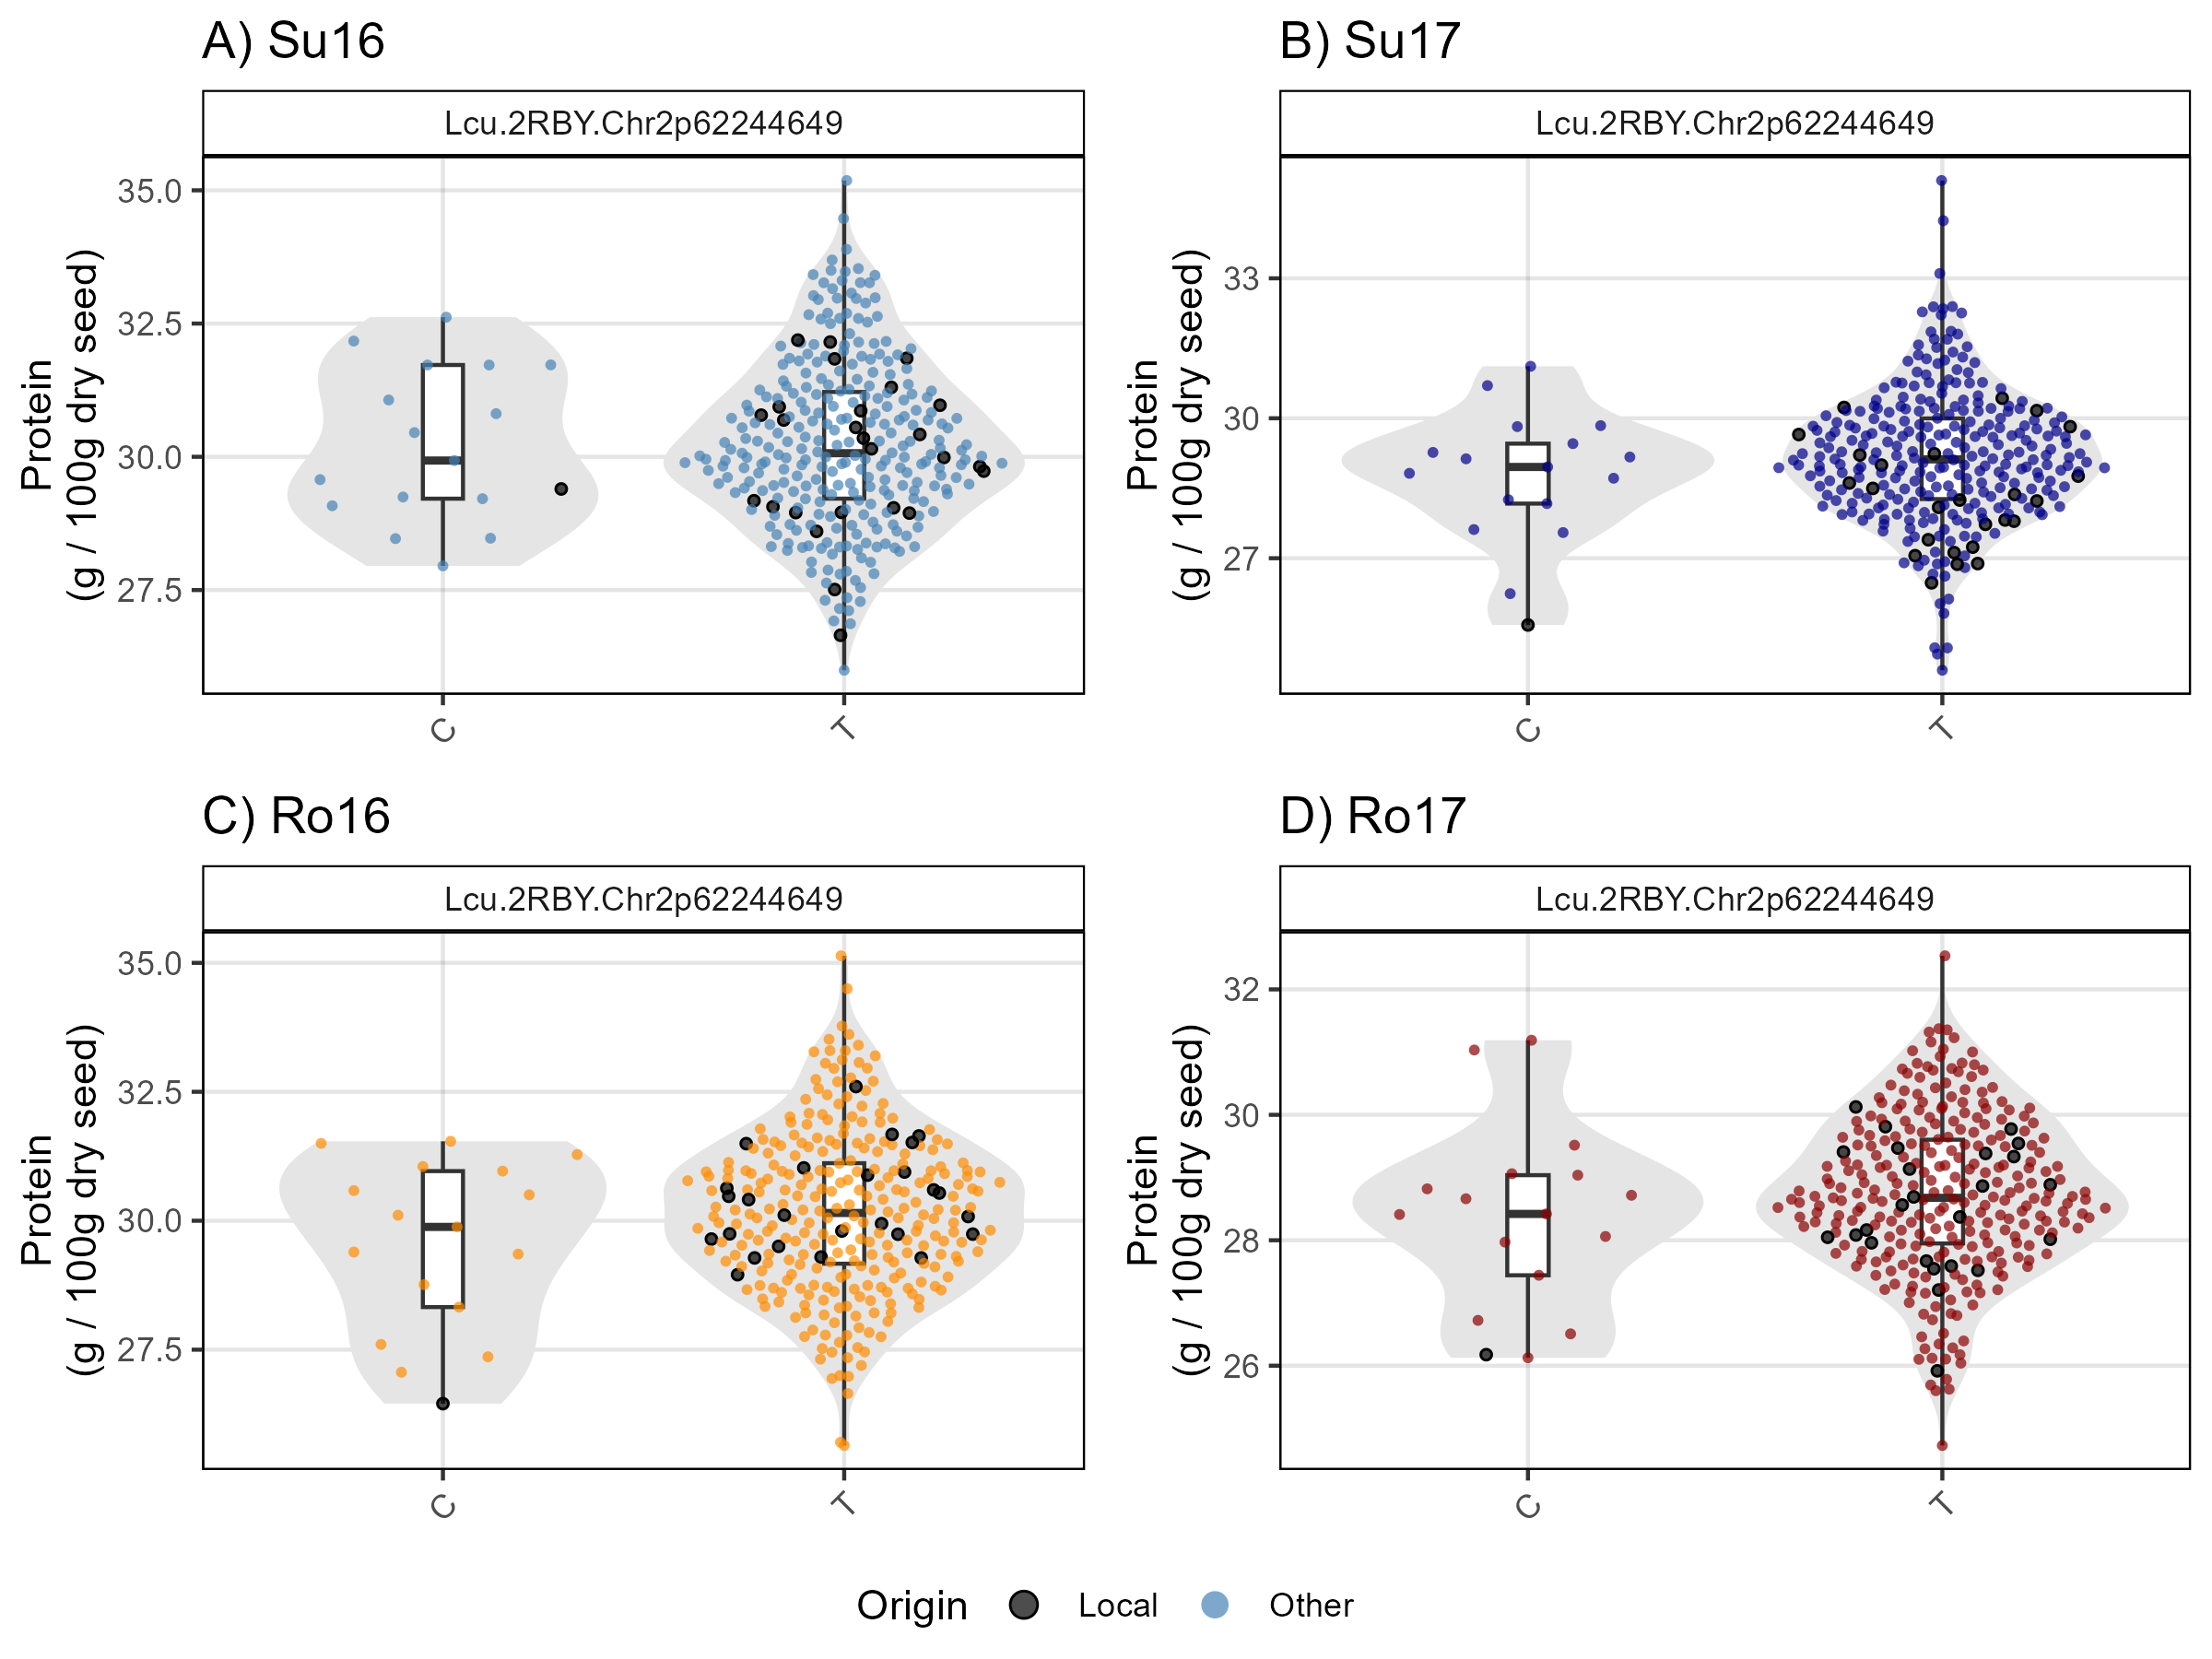 A) Su16
Lcu.2RBY.Chr2p62244649
Protein
(g / 100g dry seed)
35.0
32.5
30.0
27.5
C
T
B) Su17
Lcu.2RBY.Chr2p62244649
Protein
(g / 100g dry seed)
33
30
27
C
T
C) Ro16
Lcu.2RBY.Chr2p62244649
Protein
(g / 100g dry seed)
35.0
32.5
30.0
27.5
C
T
D) Ro17
Lcu.2RBY.Chr2p62244649
Protein
(g / 100g dry seed)
32
30
28
26
C
T
Origin Local Other